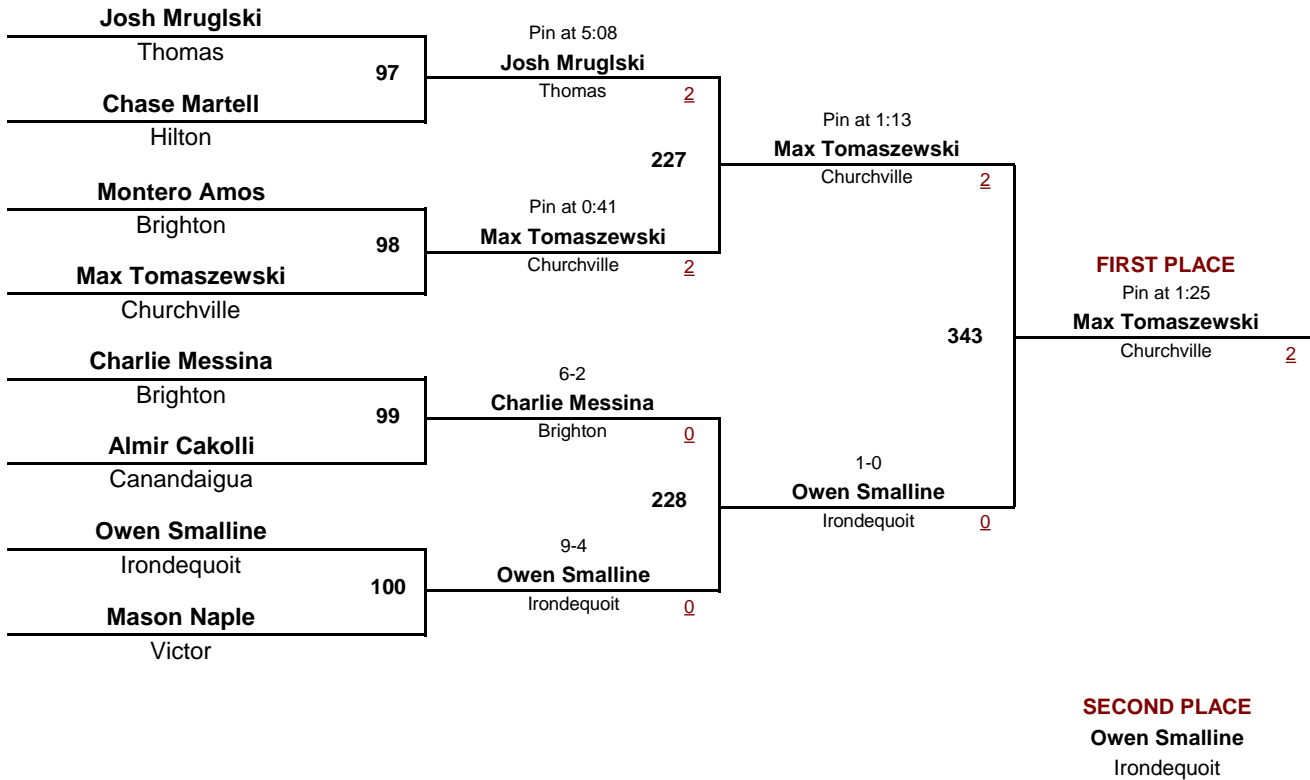 Josh Mruglski
Thomas
97
Chase Martell
Hilton
Montero Amos
Brighton
98
Max Tomaszewski
Churchville
Charlie Messina
Brighton
99
Almir Cakolli
Canandaigua
Owen Smalline
Irondequoit
100
Mason Naple
Victor
Pin at 5:08
Josh Mruglski
Thomas 2
227
Pin at 0:41
Max Tomaszewski
Churchville 2
6-2
Charlie Messina
Brighton 0
228
9-4
Owen Smalline
Irondequoit 0
Pin at 1:13
Max Tomaszewski
Churchville 2
343
1-0
Owen Smalline
Irondequoit 0
FIRST PLACE
Pin at 1:25
Max Tomaszewski
Churchville 2
SECOND PLACE
Owen Smalline
Irondequoit